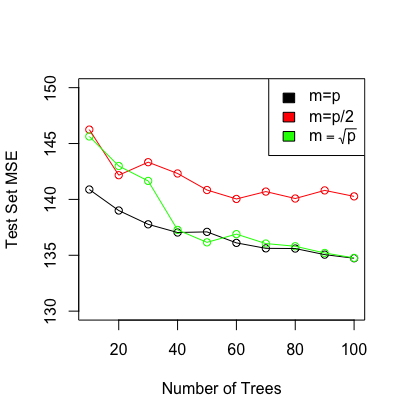 m=p
m=p/2
m = √p
Test Set MSE
150
145
140
135
130
20 40 60 80 100
Number of Trees